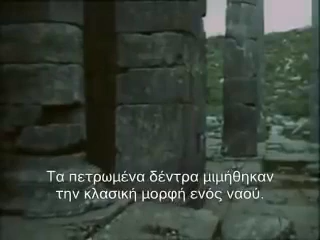 Τα πετρωμένα δέντρα μιμήθηκαν
την κλασική μορφή ενός ναού.